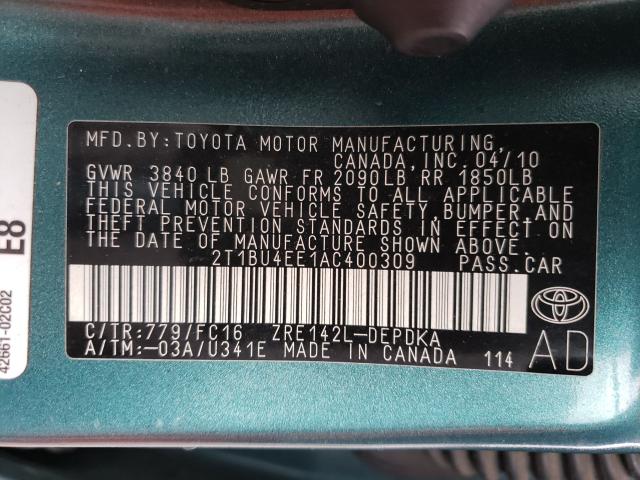 MFD.BY:TOYOTA MOTOR MANUFACTURING,
CANADA, INC. 04/10
GVWR 3840 LB GAWR FR 2090LB RR 1850LB
THIS VEHICLE CONFORMS TO ALL APPLICABLE
FEDERAL MOTOR VEHICLE SAFETY, BUMPER, AND
THEFT PREVENTION STANDARDS IN EFFECT ON
THE DATE OF MANUFACTURE SHOWN ABOVE.
2T1BU4EE1AC400309 PASS.CAR
C/TR:779/FC16 ZRE142L-DEPDKA
A/TM:-03A/U341E MADE IN CANADA 114
AD
E8
42661-02C02